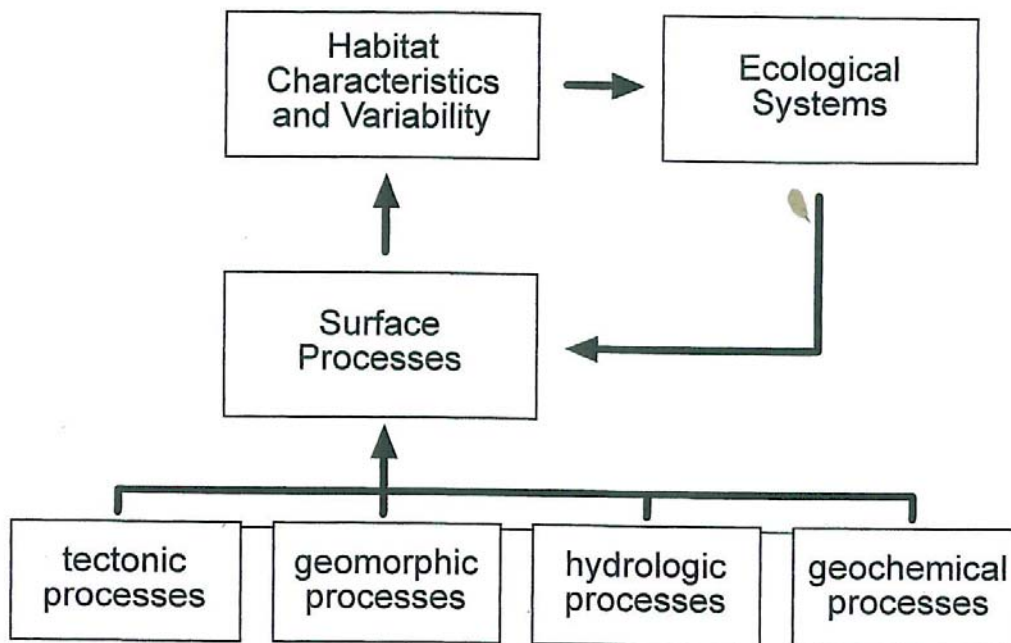 Habitat
Characteristics
and Variability
Ecological
Systems
Surface
Processes
tectonic
processes
geomorphic
processes
hydrologic
processes
geochemical
processes